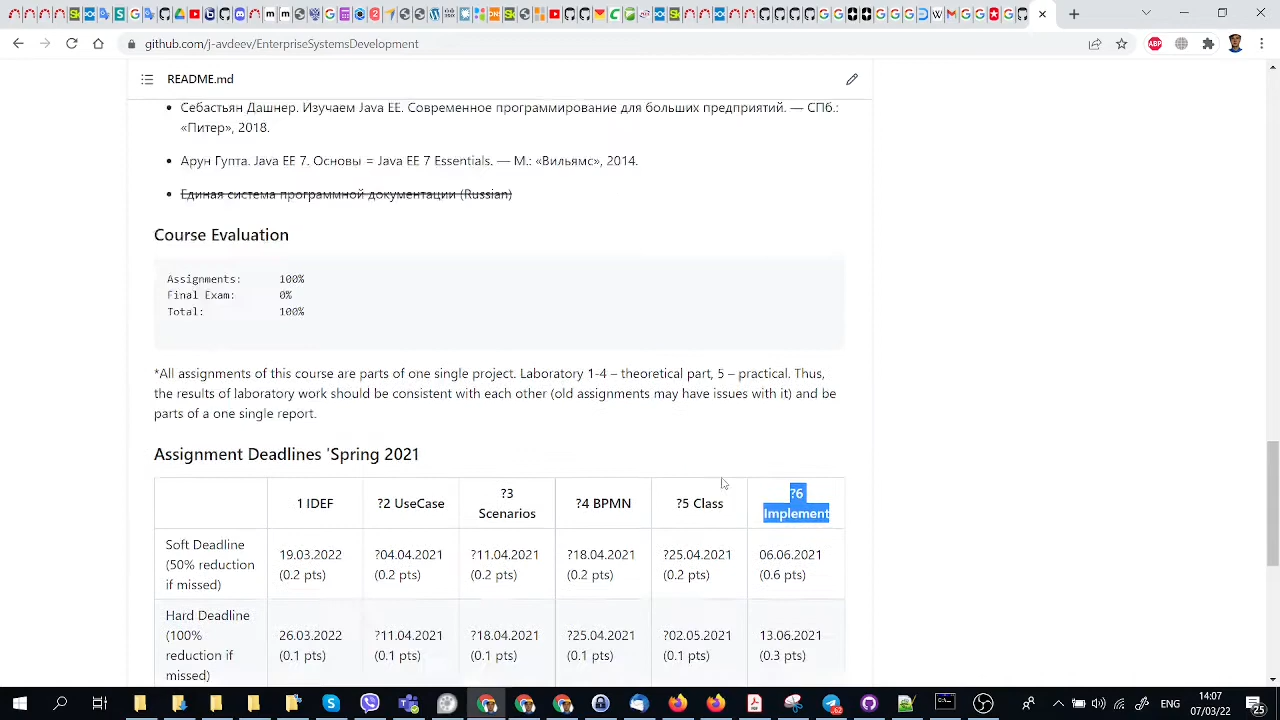 github.com/j-avdeev/EnterpriseSystemsDevelopment
ABP
README.md
Себастьян Дашнер. Изучаем Java EE. Современное программирование для больших предприятий. — СПб.:
«Питер», 2018.
Арун Гупта. Java EE 7. Основы = Java EE 7 Essentials. — М.: «Вильямс», 2014.
Единая система программной документации (Russian)
Course Evaluation
Assignments: 100%
Final Exam: 0%
Total: 100%
*All assignments of this course are parts of one single project. Laboratory 1-4 – theoretical part, 5 – practical. Thus,
the results of laboratory work should be consistent with each other (old assignments may have issues with it) and be
parts of a one single report.
Assignment Deadlines 'Spring 2021
1 IDEF
?2 UseCase
?3
Scenarios
?4 BPMN
?5 Class
?6
Implement
Soft Deadline
(50% reduction
if missed)
19.03.2022
(0.2 pts)
?04.04.2021
(0.2 pts)
?11.04.2021
(0.2 pts)
?18.04.2021
(0.2 pts)
?25.04.2021
(0.2 pts)
06.06.2021
(0.6 pts)
Hard Deadline
(100%
reduction if
missed)
26.03.2022
(0.1 pts)
?11.04.2021
(0.1 pts)
?18.04.2021
(0.1 pts)
?25.04.2021
(0.1 pts)
?02.05.2021
(0.1 pts)
13.06.2021
(0.3 pts)
ENG
14:07
07/03/22